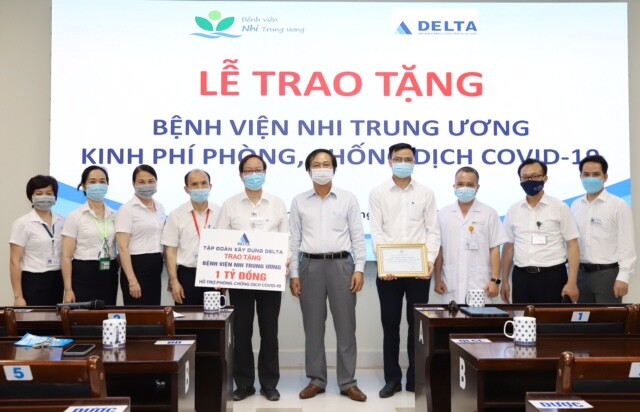 Bệnh viện
Nhi Trung ương
DELTA
LỄ TRAO TẶNG
BỆNH VIỆN NHI TRUNG ƯƠNG
KINH PHÍ PHÒNG, CHỐNG DỊCH COVID-19
DELTA
TẬP ĐOÀN XÂY DỰNG DELTA
TRAO TẶNG
BỆNH VIỆN NHI TRUNG ƯƠNG
1 TỶ ĐỒNG
HỖ TRỢ PHÒNG, CHỐNG DỊCH COVID-19
5
1
DƯỢC